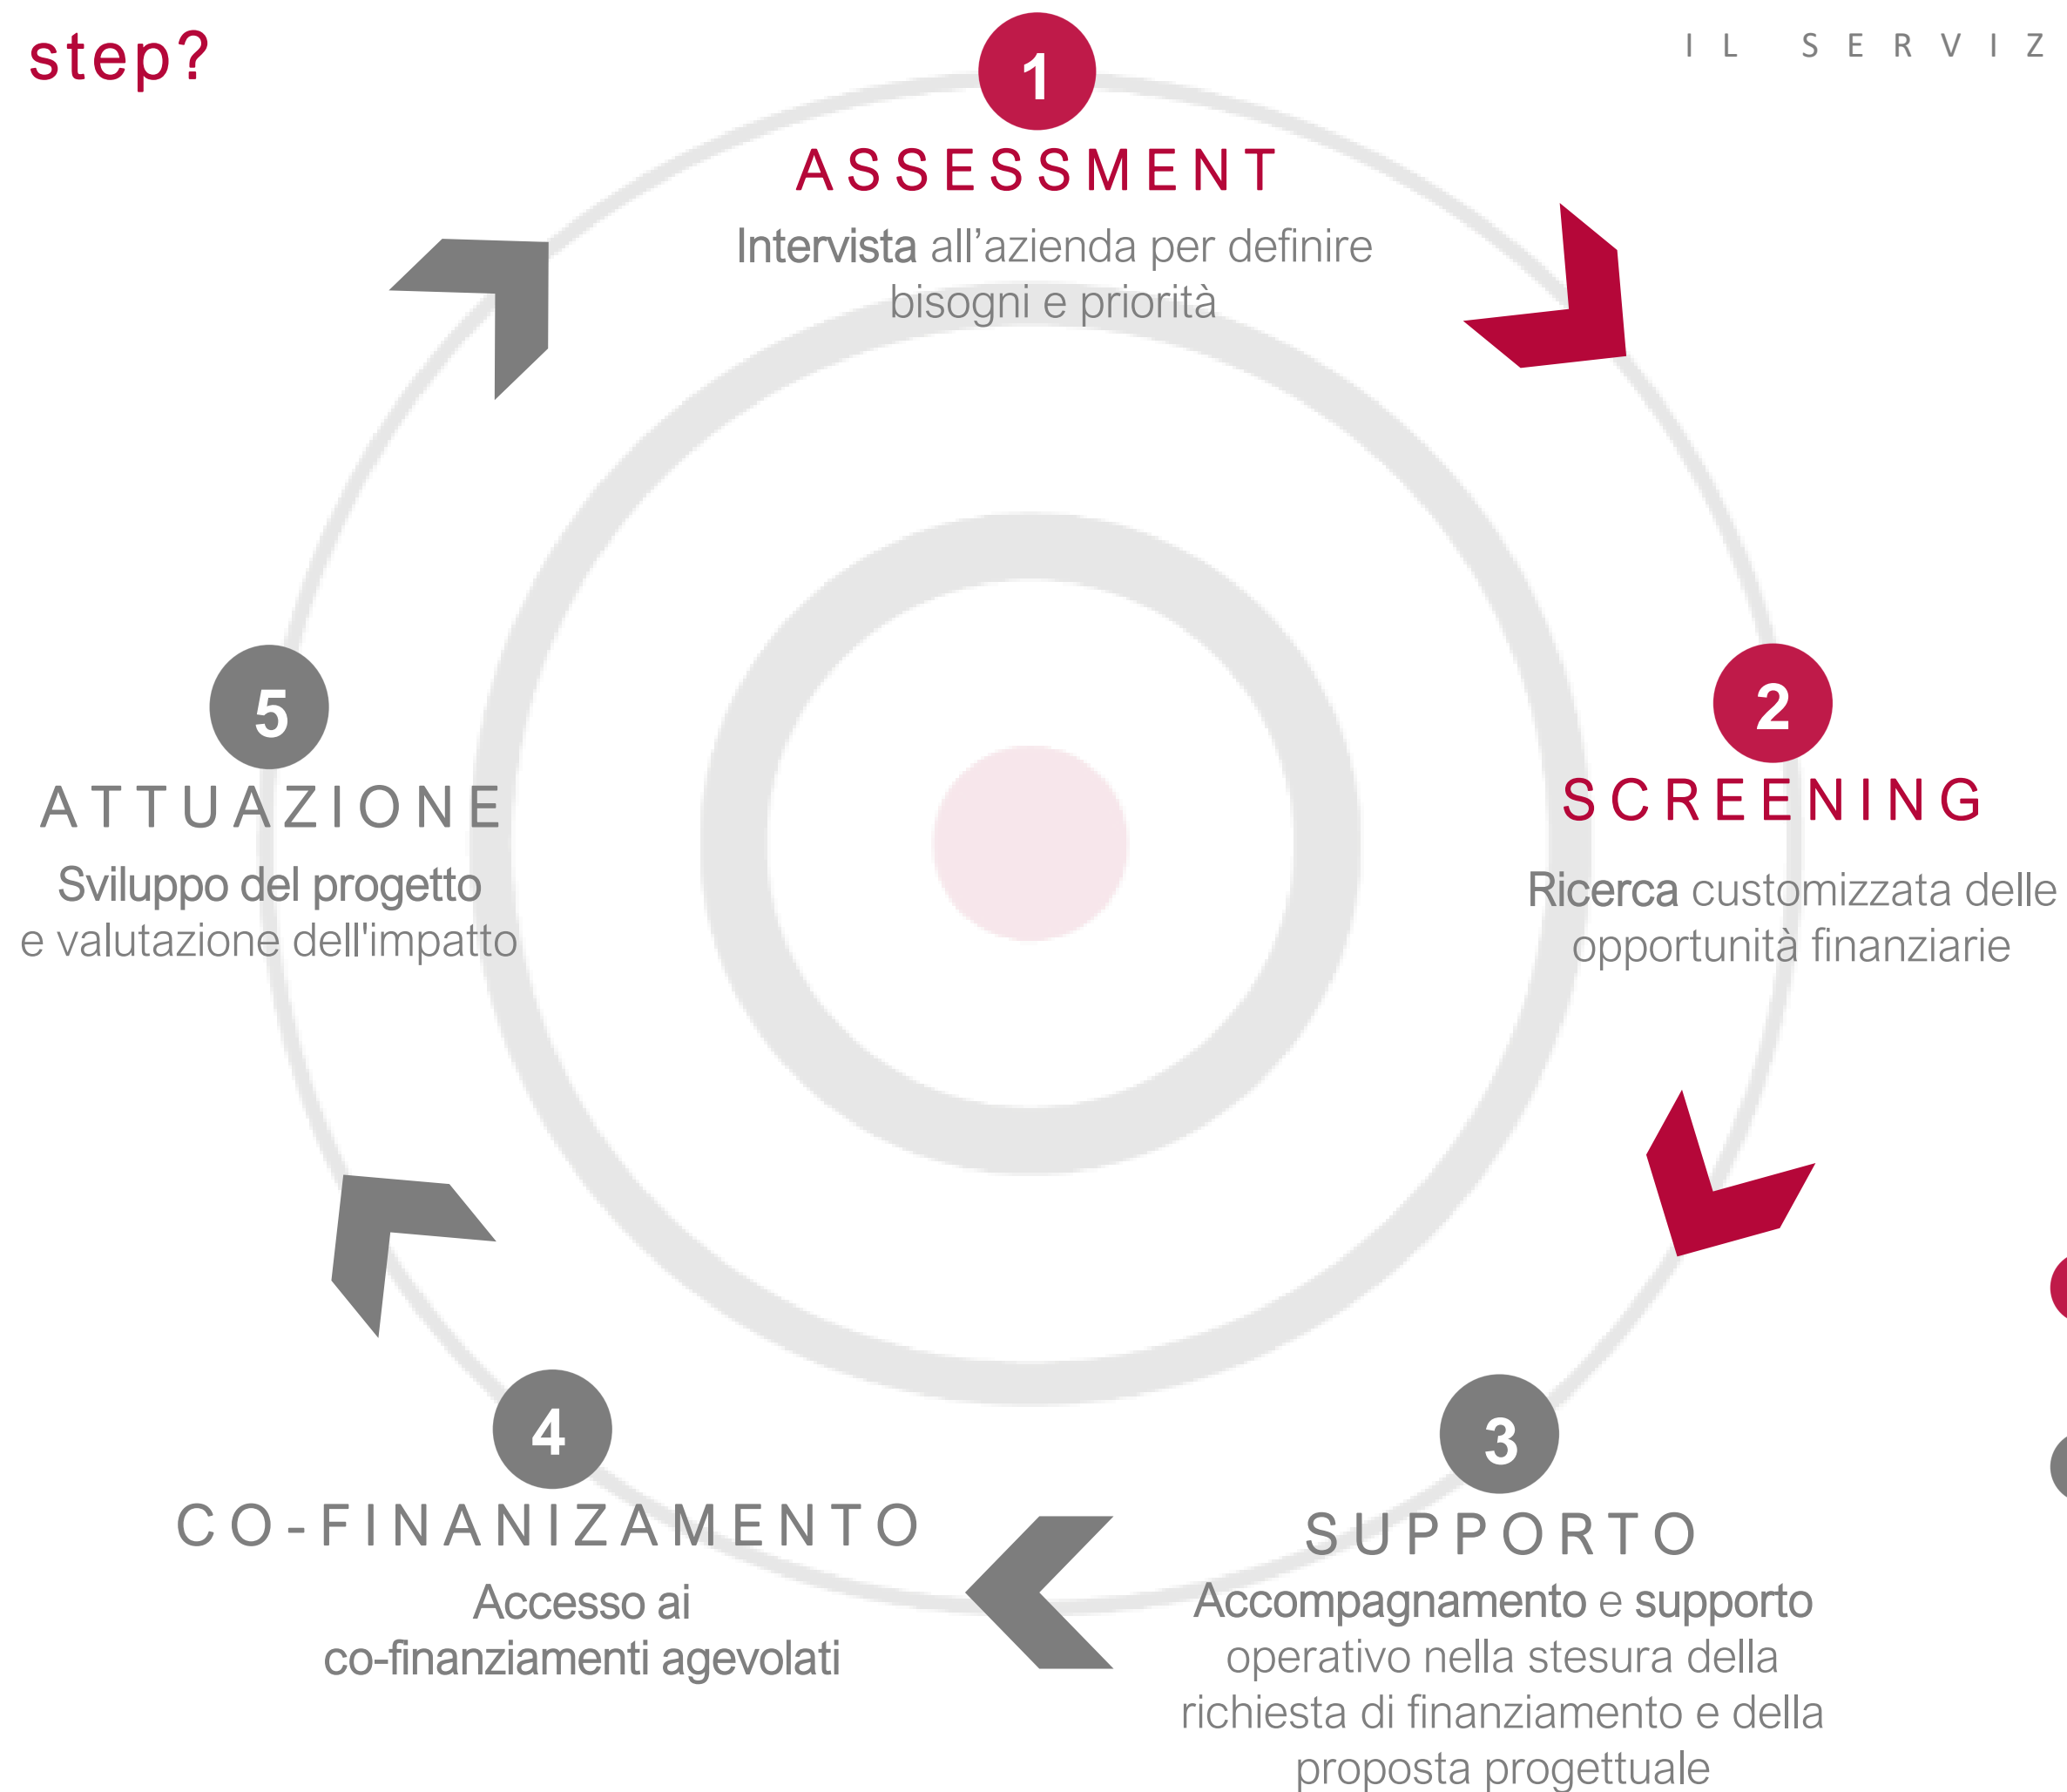 step?
IL SERVIZ
1
ASSESSMENT
Intervista all’azienda per definire
bisogni e priorità
2
SCREENING
Ricerca customizzata delle
opportunità finanziarie
3
SUPPORTO
Accompagnamento e supporto
operativo nella stesura della
richiesta di finanziamento e della
proposta progettuale
4
CO-FINANIZAMENTO
Accesso ai
co-finanziamenti agevolati
5
ATTUAZIONE
Sviluppo del progetto
e valutazione dell'impatto